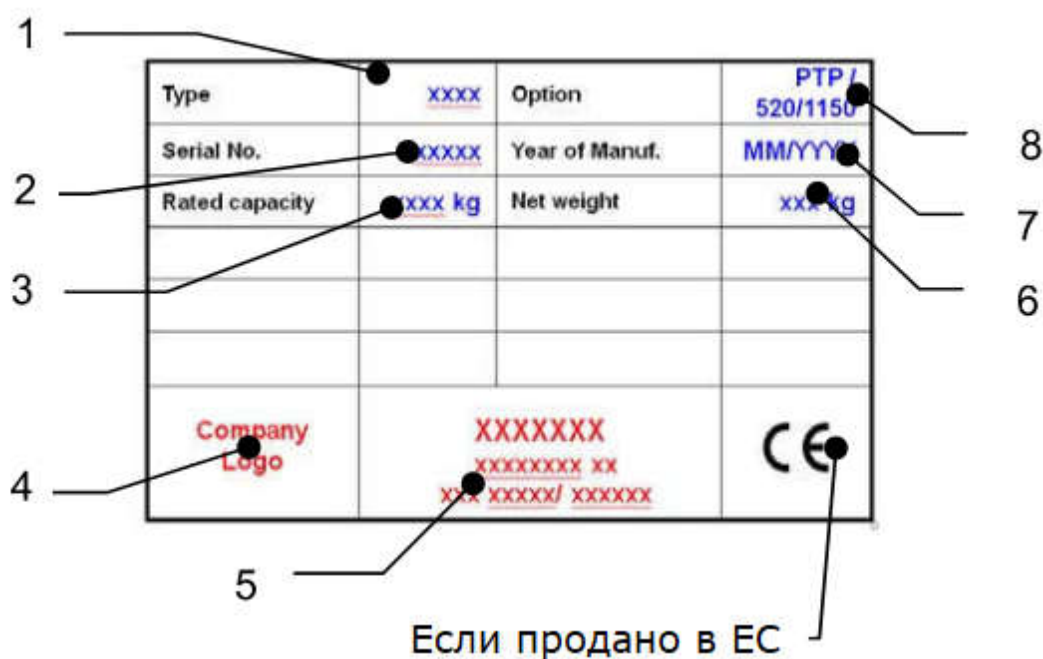 1
Type xxxx Option PTP /
520/1150
8
Serial No. xxxxx Year of Manuf. MM/YYYY
2
7
Rated capacity xxxx kg Net weight xxx kg
3
6
Company
Logo
XXXXXXX
xxxxxxxx xx
xxx xxxxx/ xxxxxx
CE
4
5
Если продано в ЕС